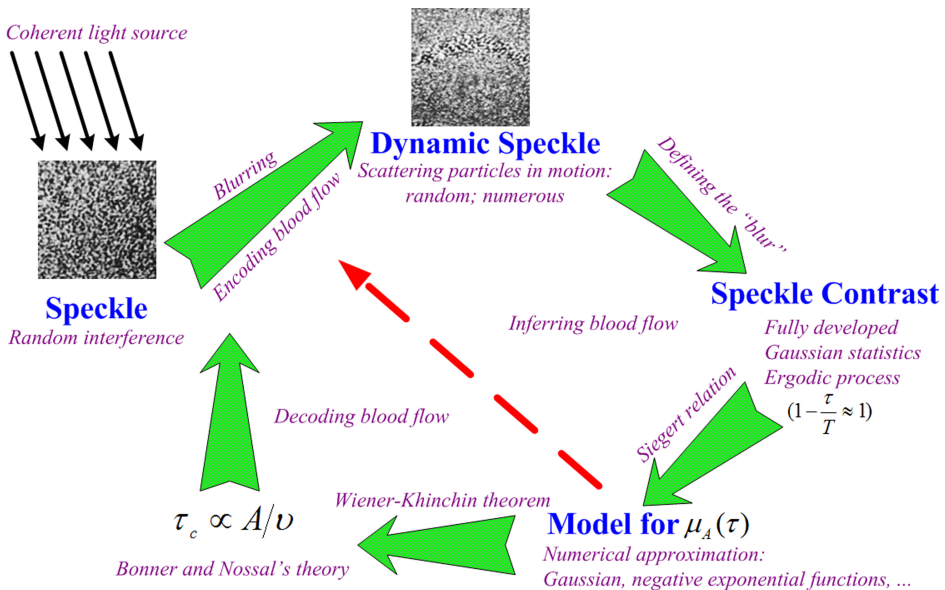 Coherent light source
Blurring
Encoding blood flow
Dynamic Speckle
Scattering particles in motion:
random; numerous
Defining the “blur”
Speckle
Random interference
Speckle Contrast
Fully developed
Gaussian statistics
Ergodic process
(1 − τ/T ≈ 1)
Inferring blood flow
Siegert relation
Decoding blood flow
Wiener-Khinchin theorem
τ_c ∝ A/υ
Bonner and Nossal’s theory
Model for μ_A(τ)
Numerical approximation:
Gaussian, negative exponential functions, ...